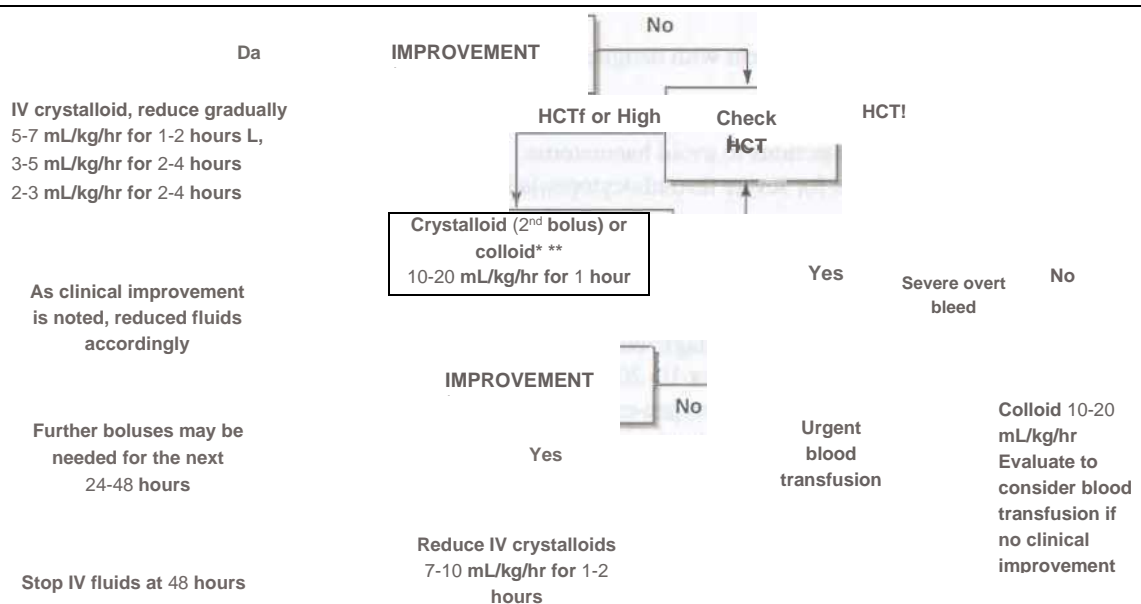 No
Da
IMPROVEMENT
IV crystalloid, reduce gradually
5-7 mL/kg/hr for 1-2 hours L,
3-5 mL/kg/hr for 2-4 hours
2-3 mL/kg/hr for 2-4 hours
HCTf or High
Check
HCT
HCT!
Crystalloid (2nd bolus) or
colloid* **
10-20 mL/kg/hr for 1 hour
As clinical improvement
is noted, reduced fluids
accordingly
Yes
Severe overt
bleed
No
IMPROVEMENT
No
Further boluses may be
needed for the next
24-48 hours
Yes
Urgent
blood
transfusion
Colloid 10-20
mL/kg/hr
Evaluate to
consider blood
transfusion if
no clinical
improvement
Reduce IV crystalloids
7-10 mL/kg/hr for 1-2
hours
Stop IV fluids at 48 hours